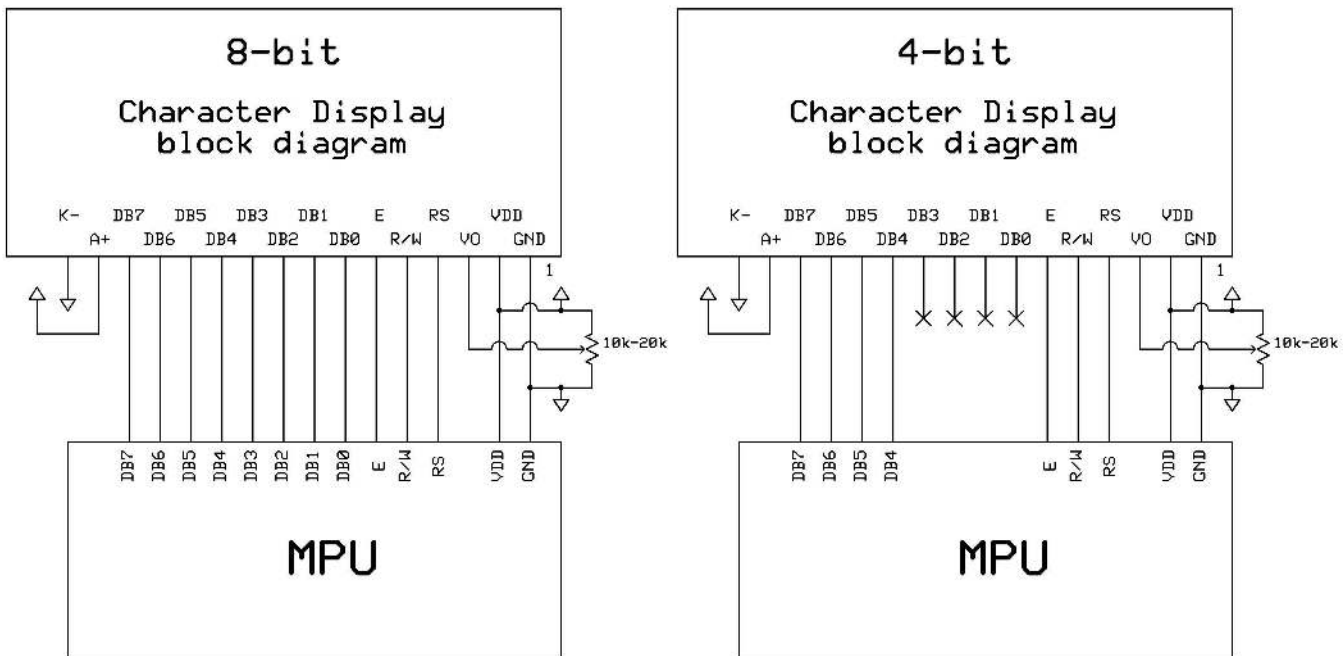 8-bit
Character Display
block diagram
K- DB7 DB5 DB3 DB1 E RS VDD
A+ DB6 DB4 DB2 DB0 R/W VO GND
1
10k-20k
DB7 DB6 DB5 DB4 DB3 DB2 DB1 DB0 E R/W RS VDD GND
MPU
4-bit
Character Display
block diagram
K- DB7 DB5 DB3 DB1 E RS VDD
A+ DB6 DB4 DB2 DB0 R/W VO GND
1
10k-20k
DB7 DB6 DB5 DB4 E R/W RS VDD GND
MPU